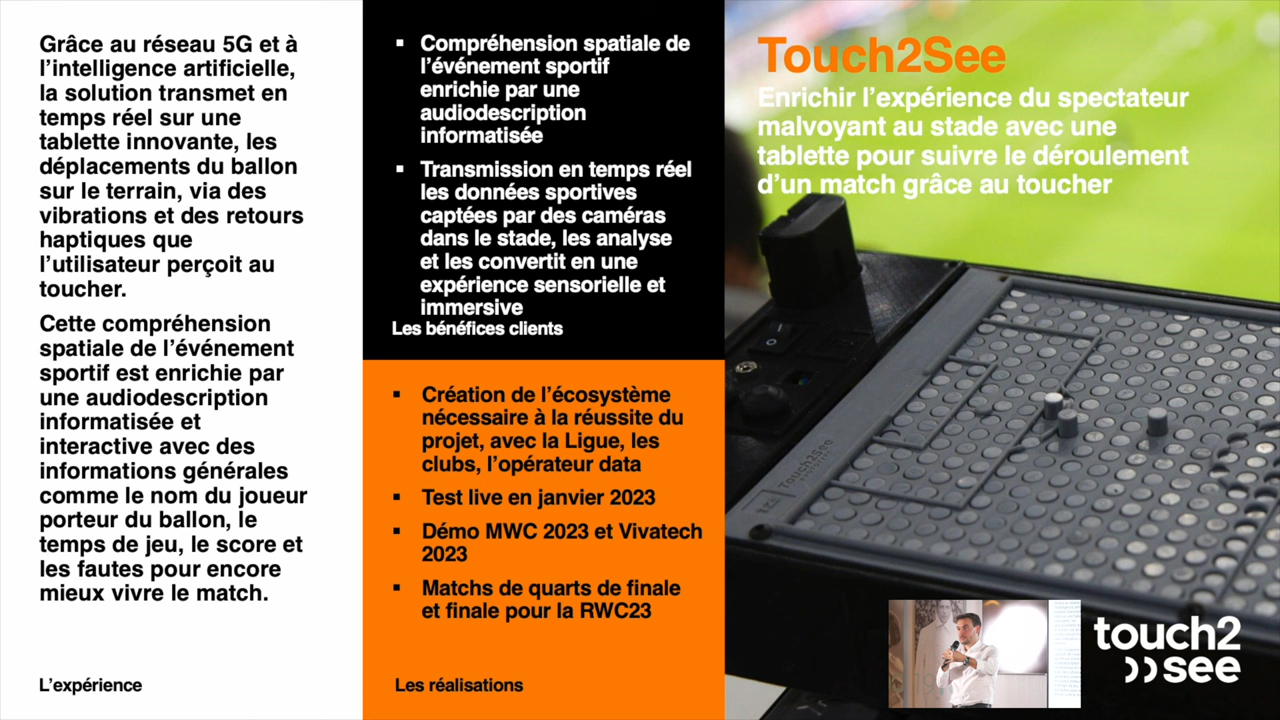 Grâce au réseau 5G et à
l'intelligence artificielle,
la solution transmet en
temps réel sur une
tablette innovante, les
déplacements du ballon
sur le terrain, via des
vibrations et des retours
haptiques que
l'utilisateur perçoit au
toucher.
Cette compréhension
spatiale de l'événement
sportif est enrichie par
une audiodescription
informatisée et
interactive avec des
informations générales
comme le nom du joueur
porteur du ballon, le
temps de jeu, le score et
les fautes pour encore
mieux vivre le match.
L'expérience
▪ Compréhension spatiale de
l'événement sportif
enrichie par une
audiodescription
informatisée
▪ Transmission en temps réel
les données sportives
captées par des caméras
dans le stade, les analyse
et les convertit en une
expérience sensorielle et
immersive
Les bénéfices clients
▪ Création de l'écosystème
nécessaire à la réussite du
projet, avec la Ligue, les
clubs, l'opérateur data
▪ Test live en janvier 2023
▪ Démo MWC 2023 et Vivatech
2023
▪ Matchs de quarts de finale
et finale pour la RWC23
Les réalisations
Touch2See
Enrichir l'expérience du spectateur
malvoyant au stade avec une
tablette pour suivre le déroulement
d'un match grâce au toucher
Touch2See
touch2
see